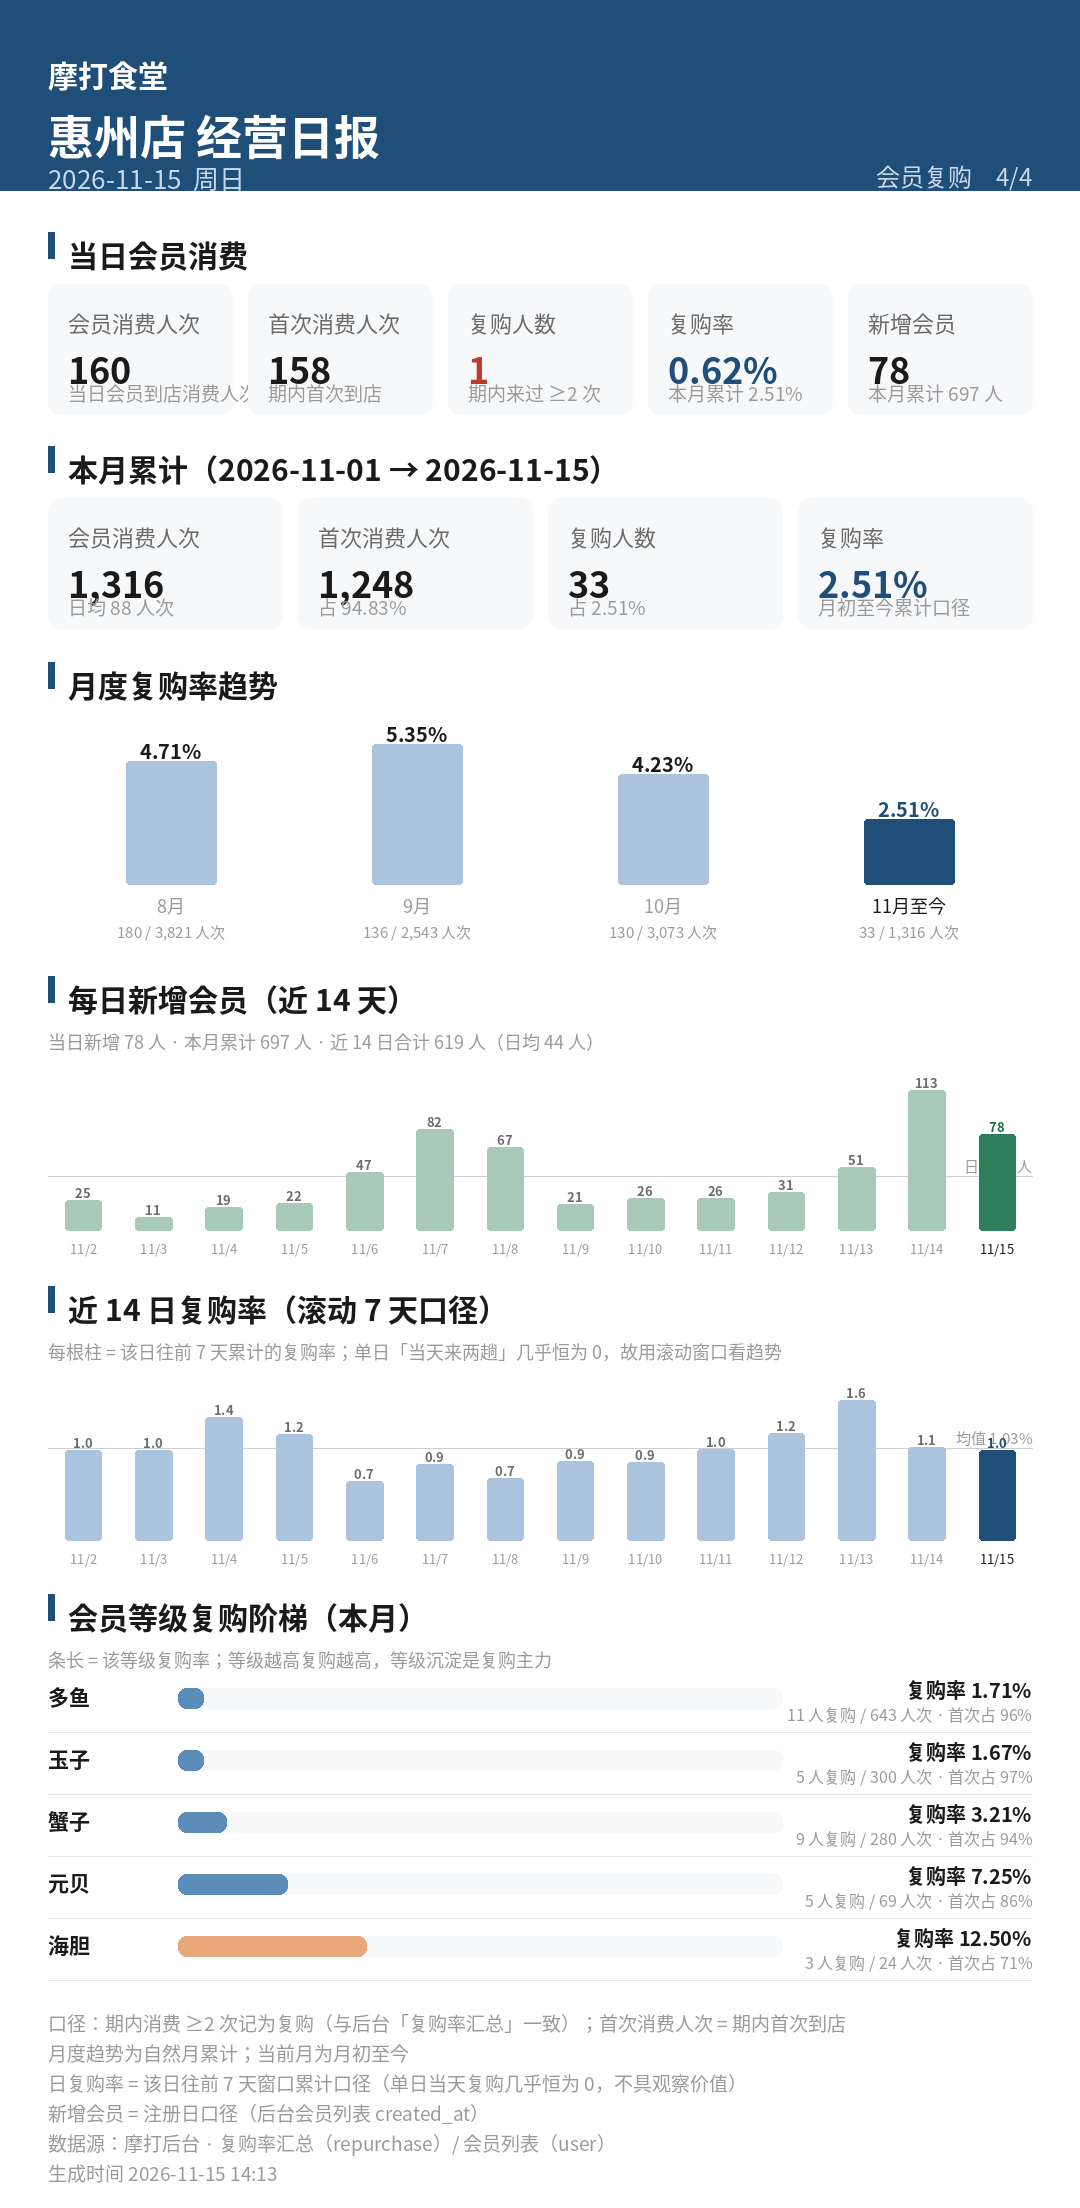 摩打食堂
惠州店 经营日报
2026-11-15 周日
会员复购 4/4
当日会员消费
会员消费人次 首次消费人次 复购人数 复购率 新增会员
160 158 1 0.62% 78
当日会员到店消费人次 期内首次到店 期内来过 ≥2 次 本月累计 2.51% 本月累计 697 人
本月累计（2026-11-01 → 2026-11-15）
会员消费人次 首次消费人次 复购人数 复购率
1,316 1,248 33 2.51%
日均 88 人次 占 94.83% 占 2.51% 月初至今累计口径
月度复购率趋势
4.71% 5.35% 4.23% 2.51%
8月 9月 10月 11月至今
180 / 3,821 人次 136 / 2,543 人次 130 / 3,073 人次 33 / 1,316 人次
每日新增会员（近 14 天）
当日新增 78 人 · 本月累计 697 人 · 近 14 日合计 619 人（日均 44 人）
25 11 19 22 47 82 67 21 26 26 31 51 113 78
日 人
11/2 11/3 11/4 11/5 11/6 11/7 11/8 11/9 11/10 11/11 11/12 11/13 11/14 11/15
近 14 日复购率（滚动 7 天口径）
每根柱 = 该日往前 7 天累计的复购率；单日「当天来两趟」几乎恒为 0，故用滚动窗口看趋势
1.0 1.0 1.4 1.2 0.7 0.9 0.7 0.9 0.9 1.0 1.2 1.6 1.1 1.0
均值 1.03%
11/2 11/3 11/4 11/5 11/6 11/7 11/8 11/9 11/10 11/11 11/12 11/13 11/14 11/15
会员等级复购阶梯（本月）
条长 = 该等级复购率；等级越高复购越高，等级沉淀是复购主力
多鱼 复购率 1.71%
11 人复购 / 643 人次 · 首次占 96%
玉子 复购率 1.67%
5 人复购 / 300 人次 · 首次占 97%
蟹子 复购率 3.21%
9 人复购 / 280 人次 · 首次占 94%
元贝 复购率 7.25%
5 人复购 / 69 人次 · 首次占 86%
海胆 复购率 12.50%
3 人复购 / 24 人次 · 首次占 71%
口径：期内消费 ≥2 次记为复购（与后台「复购率汇总」一致）；首次消费人次 = 期内首次到店
月度趋势为自然月累计；当前月为月初至今
日复购率 = 该日往前 7 天窗口累计口径（单日当天复购几乎恒为 0，不具观察价值）
新增会员 = 注册日口径（后台会员列表 created_at）
数据源：摩打后台 · 复购率汇总（repurchase）/ 会员列表（user）
生成时间 2026-11-15 14:13